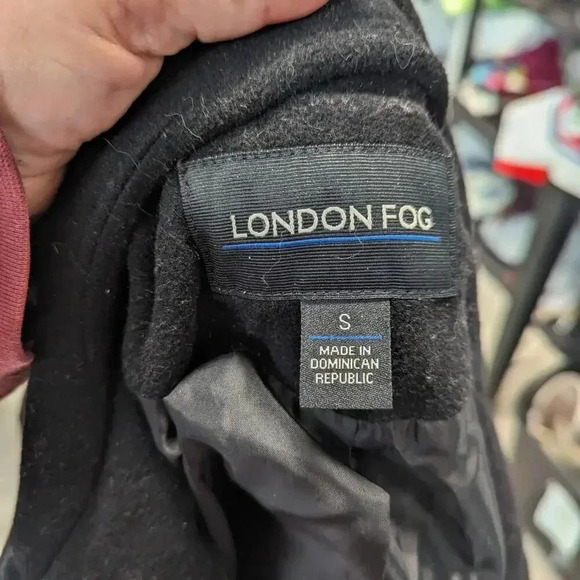 LONDON FOG
S
MADE IN
DOMINICAN
REPUBLIC